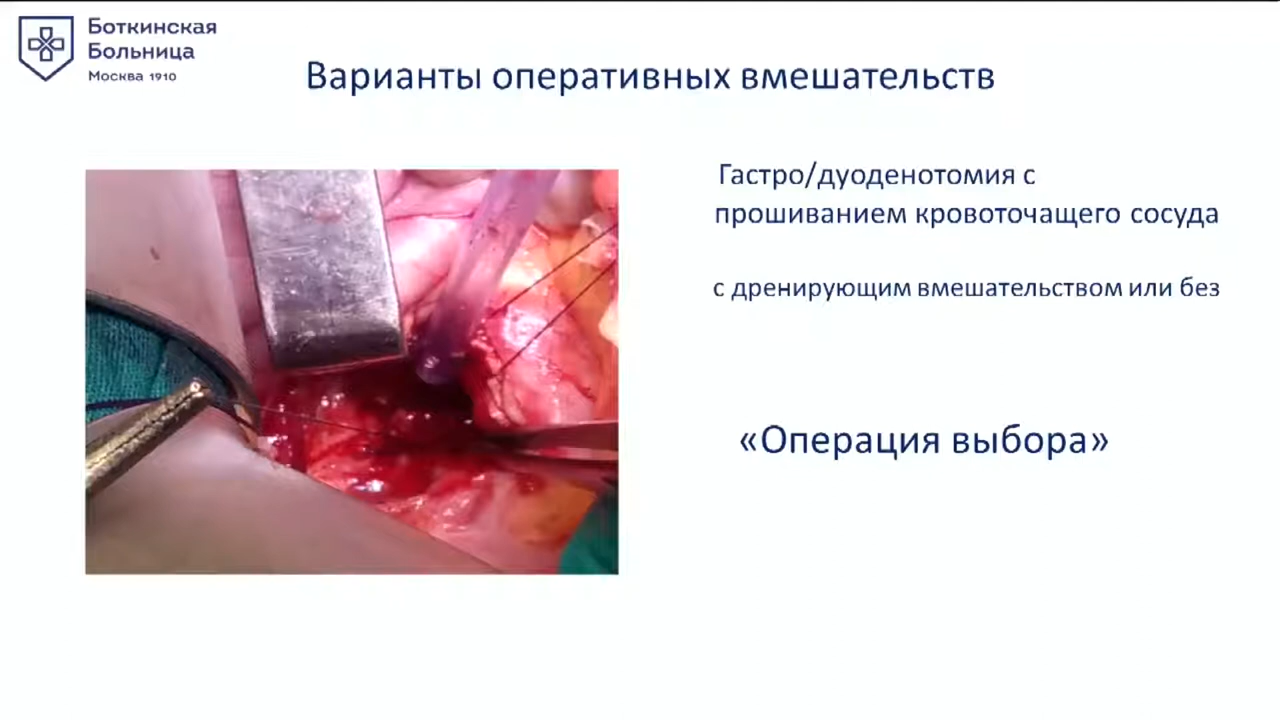 Боткинская
Больница
Москва 1910
Варианты оперативных вмешательств
Гастро/дуоденотомия с
прошиванием кровоточащего сосуда
с дренирующим вмешательством или без
«Операция выбора»